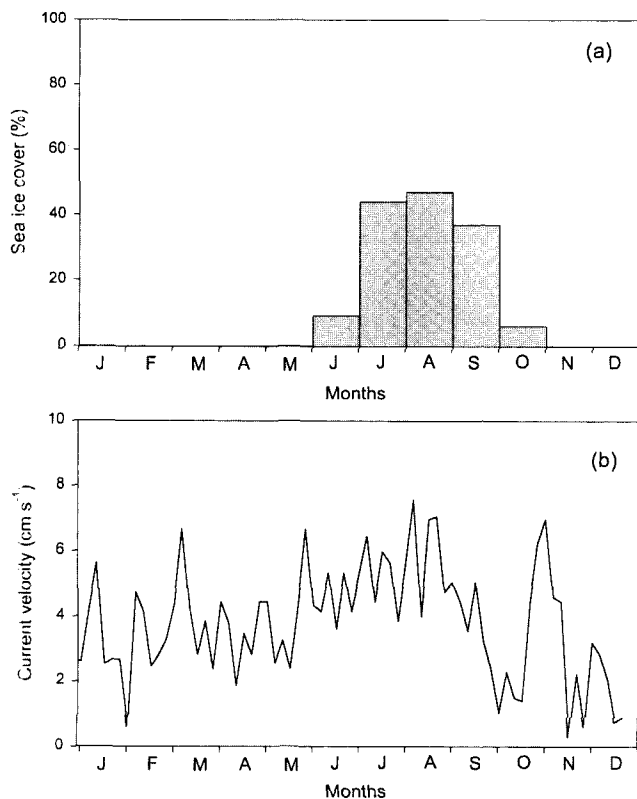 (a)
Sea ice cover (%)
100
80
60
40
20
0
J F M A M J J A S O N D
Months
(b)
Current velocity (cm s⁻¹)
10
8
6
4
2
0
J F M A M J J A S O N D
Months